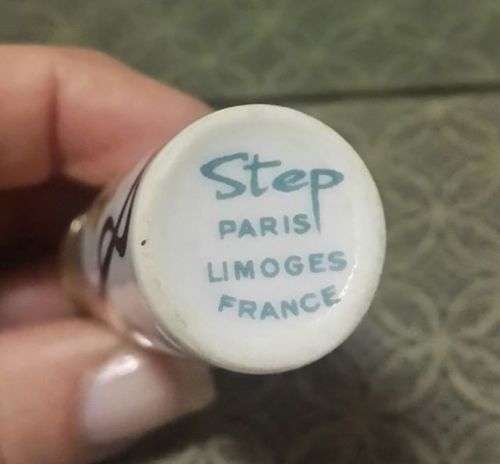 Step
PARIS
LIMOGES
FRANCE